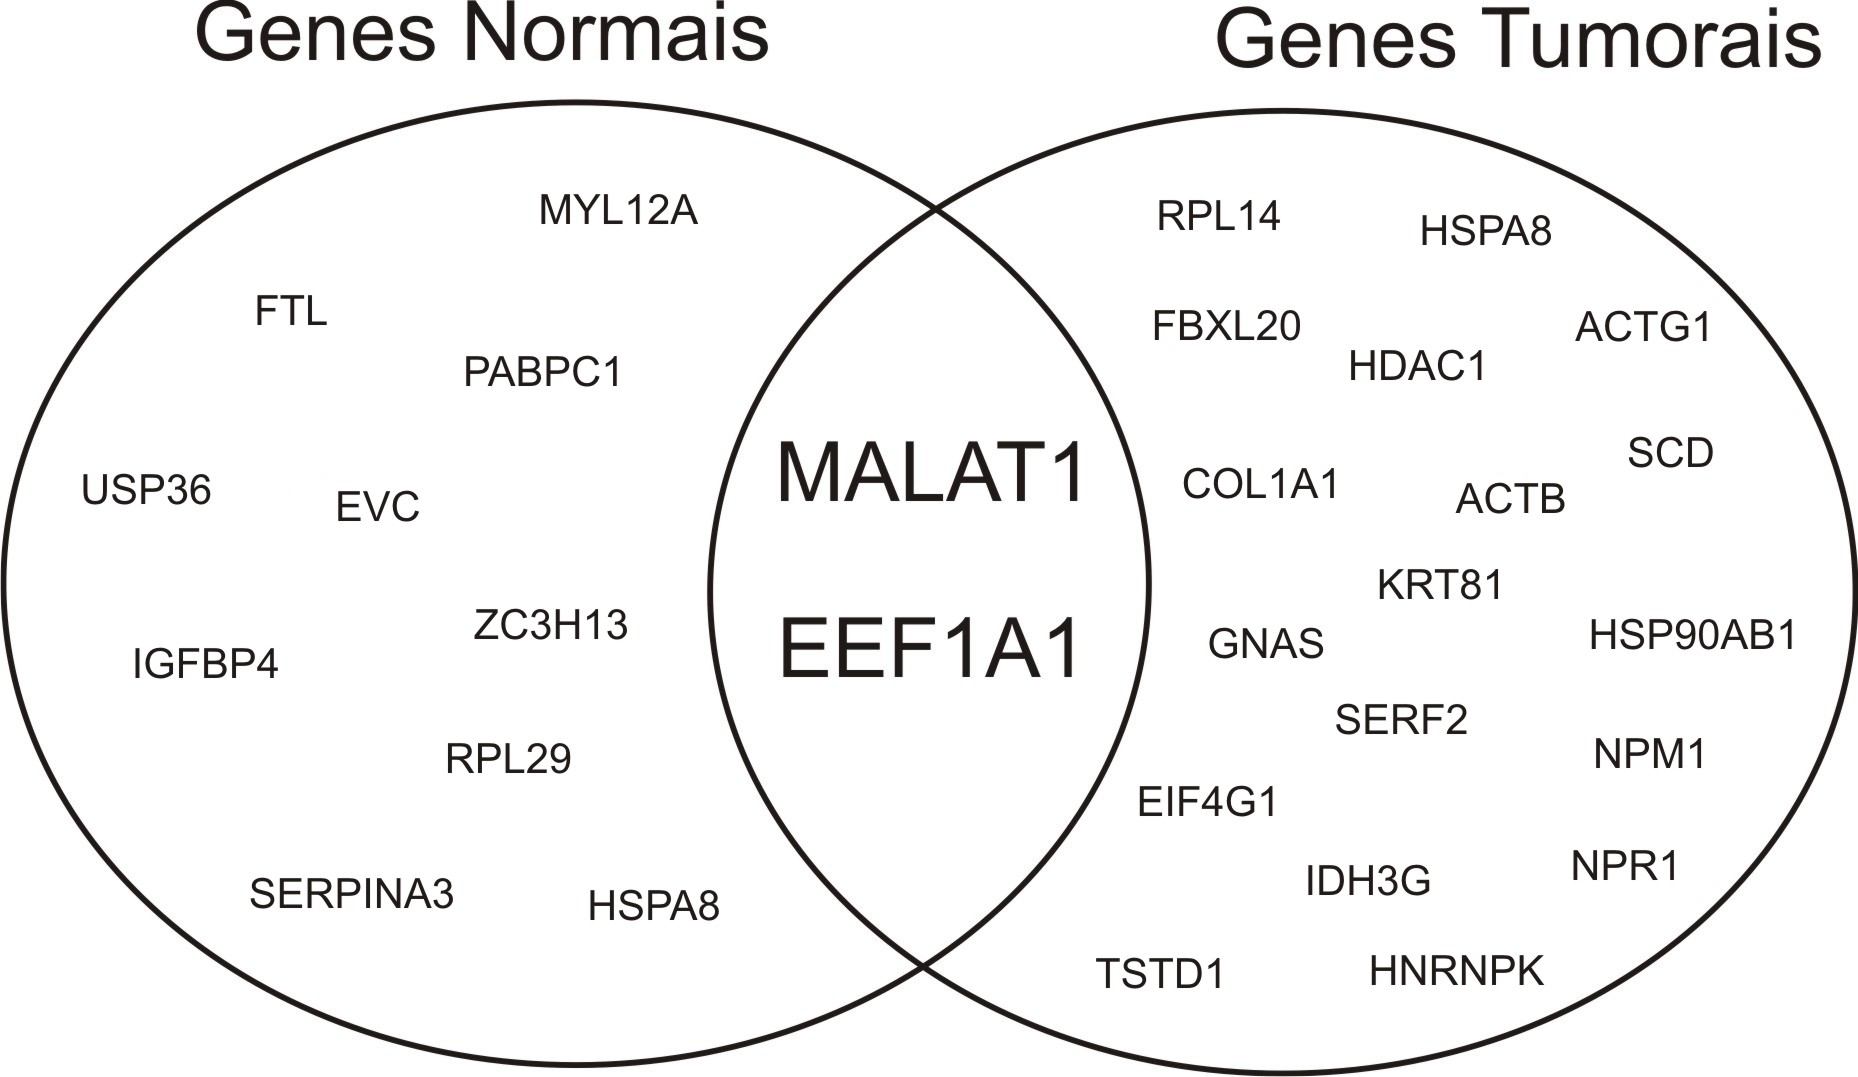 Genes Normais
Genes Tumorais
MYL12A
FTL
PABPC1
USP36
EVC
ZC3H13
IGFBP4
RPL29
SERPINA3
HSPA8
MALAT1
EEF1A1
RPL14
HSPA8
FBXL20
ACTG1
HDAC1
SCD
COL1A1
ACTB
KRT81
HSP90AB1
GNAS
SERF2
NPM1
EIF4G1
NPR1
IDH3G
TSTD1
HNRNPK